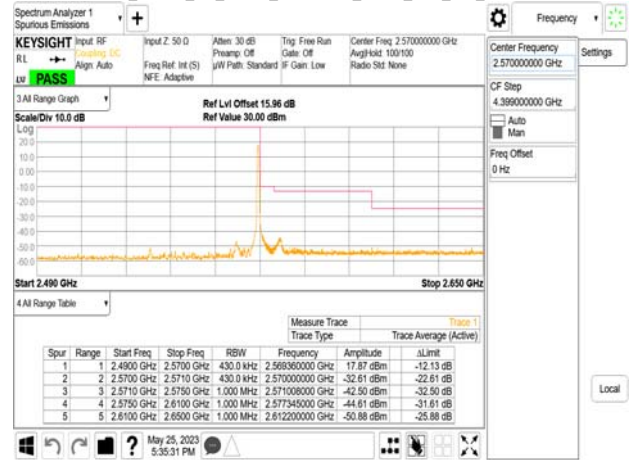 Spectrum Analyzer 1
Spurious Emissions
+
Frequency
KEYSIGHT Input: RF Input Z: 50 Ω Atten: 30 dB Trig: Free Run Center Freq: 2.570000000 GHz
RL Coupling: DC Preamp: Off Gate: Off Avg|Hold: 100/100
Align: Auto Freq Ref: Int (S) µW Path: Standard IF Gain: Low Radio Std: None
LV PASS NFE: Adaptive
Center Frequency
2.570000000 GHz
Settings
CF Step
4.399000000 GHz
Auto
Man
Freq Offset
0 Hz
3 All Range Graph
Ref Lvl Offset 15.96 dB
Scale/Div 10.0 dB Ref Value 30.00 dBm
Log
20.0
10.0
0.00
-10.0
-20.0
-30.0
-40.0
-50.0
-60.0
Start 2.490 GHz Stop 2.650 GHz
4 All Range Table
Measure Trace Trace 1
Trace Type Trace Average (Active)
Spur Range Start Freq Stop Freq RBW Frequency Amplitude ΔLimit
1 1 2.4900 GHz 2.5700 GHz 430.0 kHz 2.569360000 GHz 17.87 dBm -12.13 dB
2 2 2.5700 GHz 2.5710 GHz 430.0 kHz 2.570000000 GHz -32.61 dBm -22.61 dB
3 3 2.5710 GHz 2.5750 GHz 1.000 MHz 2.571008000 GHz -42.50 dBm -32.50 dB
4 4 2.5750 GHz 2.6100 GHz 1.000 MHz 2.577345000 GHz -44.61 dBm -31.61 dB
5 5 2.6100 GHz 2.6500 GHz 1.000 MHz 2.612200000 GHz -50.88 dBm -25.88 dB
Local
? May 25, 2023
5:35:31 PM